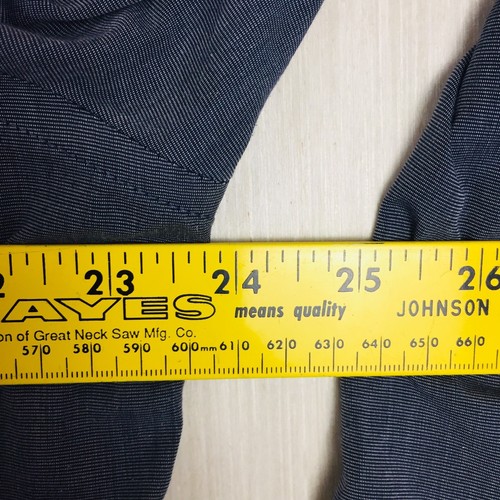 2 23 24 25 26
AYES means quality JOHNSON
on of Great Neck Saw Mfg. Co.
570 580 590 600mm 610 620 630 640 650 660